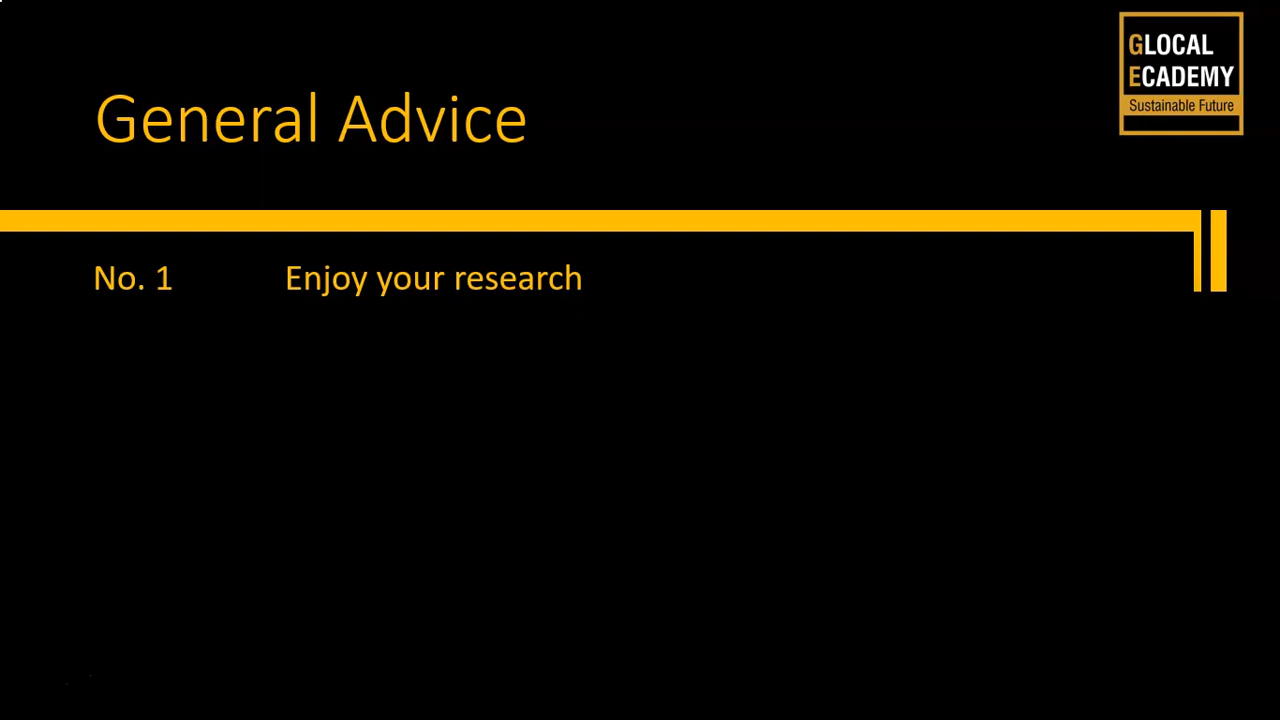 GLOCAL
ECADEMY
Sustainable Future
General Advice
No. 1 Enjoy your research